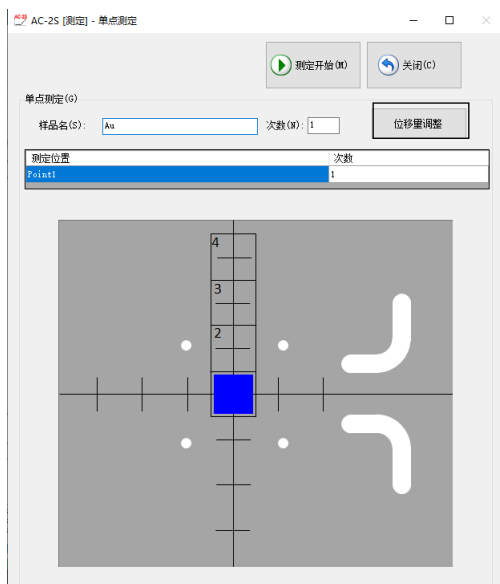 AC-2S [测定] - 单点测定
测定开始(M)
关闭(C)
单点测定(G)
样品名(S): Au 次数(N): 1 位移量调整
测定位置 次数
Point1 1
4
3
2